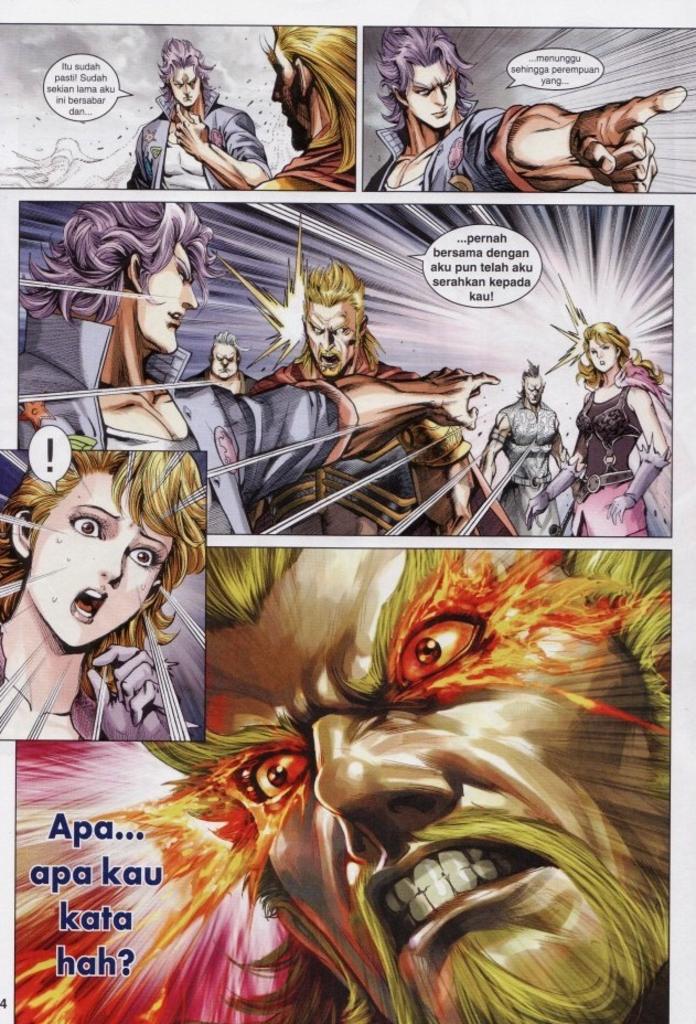 Itu sudah
pasti! Sudah
sekian lama aku
ini bersabar
dan...
...menunggu
sehingga perempuan
yang...
...pernah
bersama dengan
aku pun telah aku
serahkan kepada
kau!
!
Apa...
apa kau
kata
hah?
4